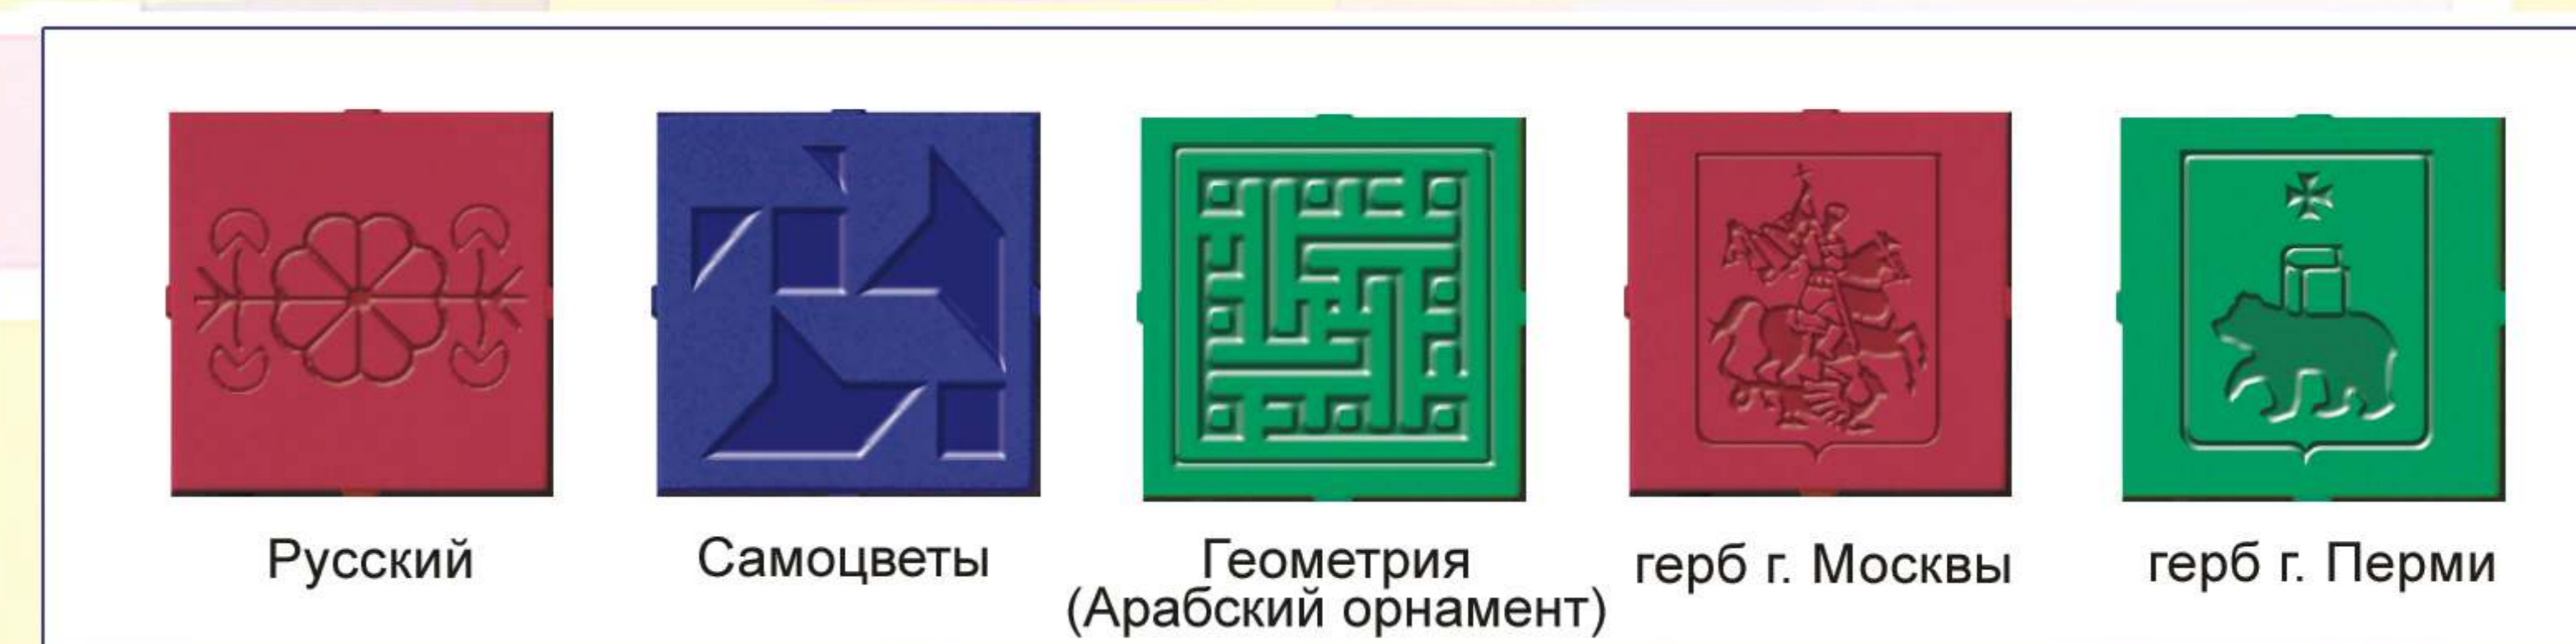 Русский
Самоцветы
Геометрия
(Арабский орнамент)
герб г. Москвы
герб г. Перми